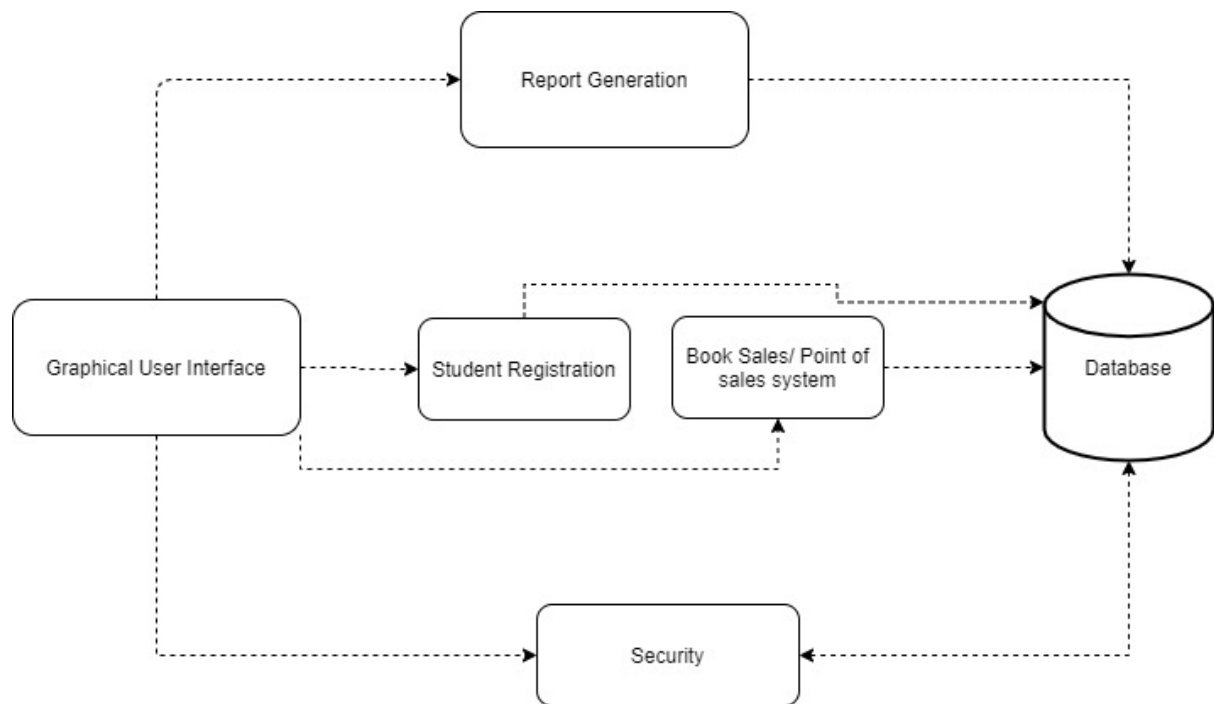 Report Generation
Graphical User Interface
Student Registration
Book Sales/ Point of
sales system
Database
Security